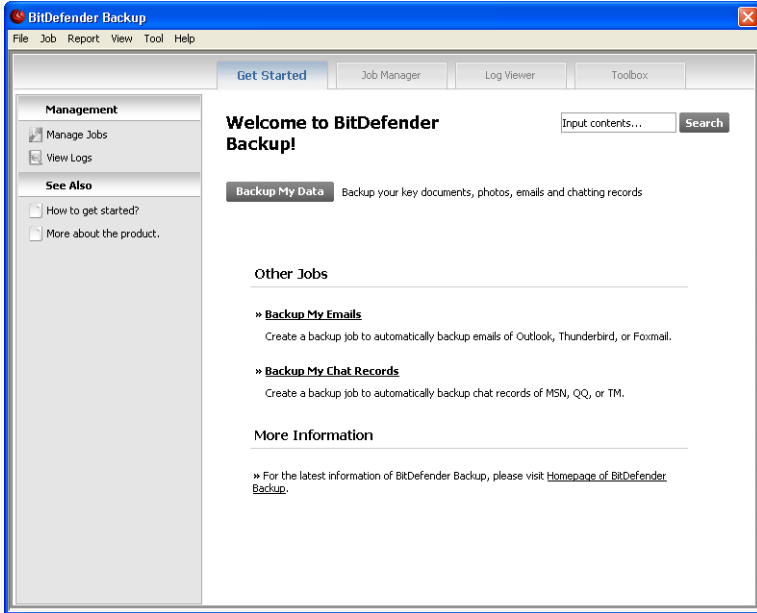 BitDefender Backup
File Job Report View Tool Help
Get Started Job Manager Log Viewer Toolbox
Management
Manage Jobs
View Logs
See Also
How to get started?
More about the product.
Welcome to BitDefender
Backup!
Input contents... Search
Backup My Data Backup your key documents, photos, emails and chatting records
Other Jobs
» Backup My Emails
Create a backup job to automatically backup emails of Outlook, Thunderbird, or Foxmail.
» Backup My Chat Records
Create a backup job to automatically backup chat records of MSN, QQ, or TM.
More Information
» For the latest information of BitDefender Backup, please visit Homepage of BitDefender
Backup.